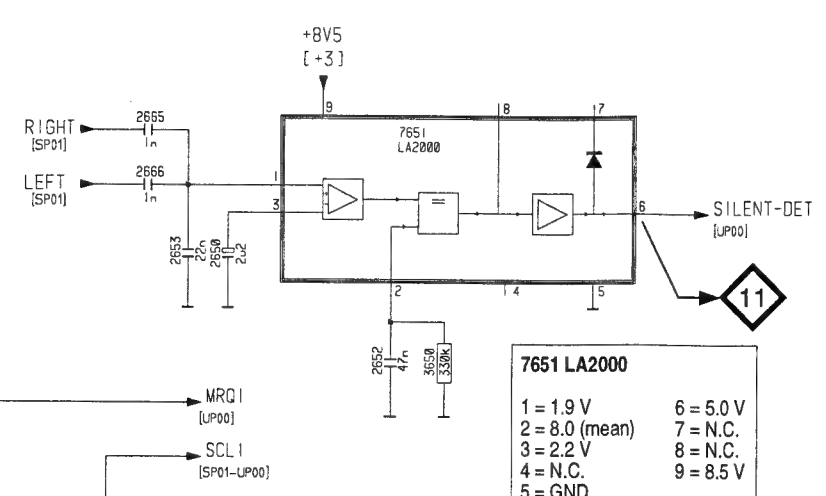 +8V5
[+3]
9
8
7
RIGHT
[SP01]
2665
1n
7651
LA2000
LEFT
[SP01]
2666
1n
1
3
=
6
SILENT-DET
[UP00]
2653
22n
2650
2u2
2
4
5
11
2652
47n
3650
330k
MRQI
[UP00]
SCLI
[SP01-UP00]
7651 LA2000
1 = 1.9 V
2 = 8.0 (mean)
3 = 2.2 V
4 = N.C.
5 = GND
6 = 5.0 V
7 = N.C.
8 = N.C.
9 = 8.5 V